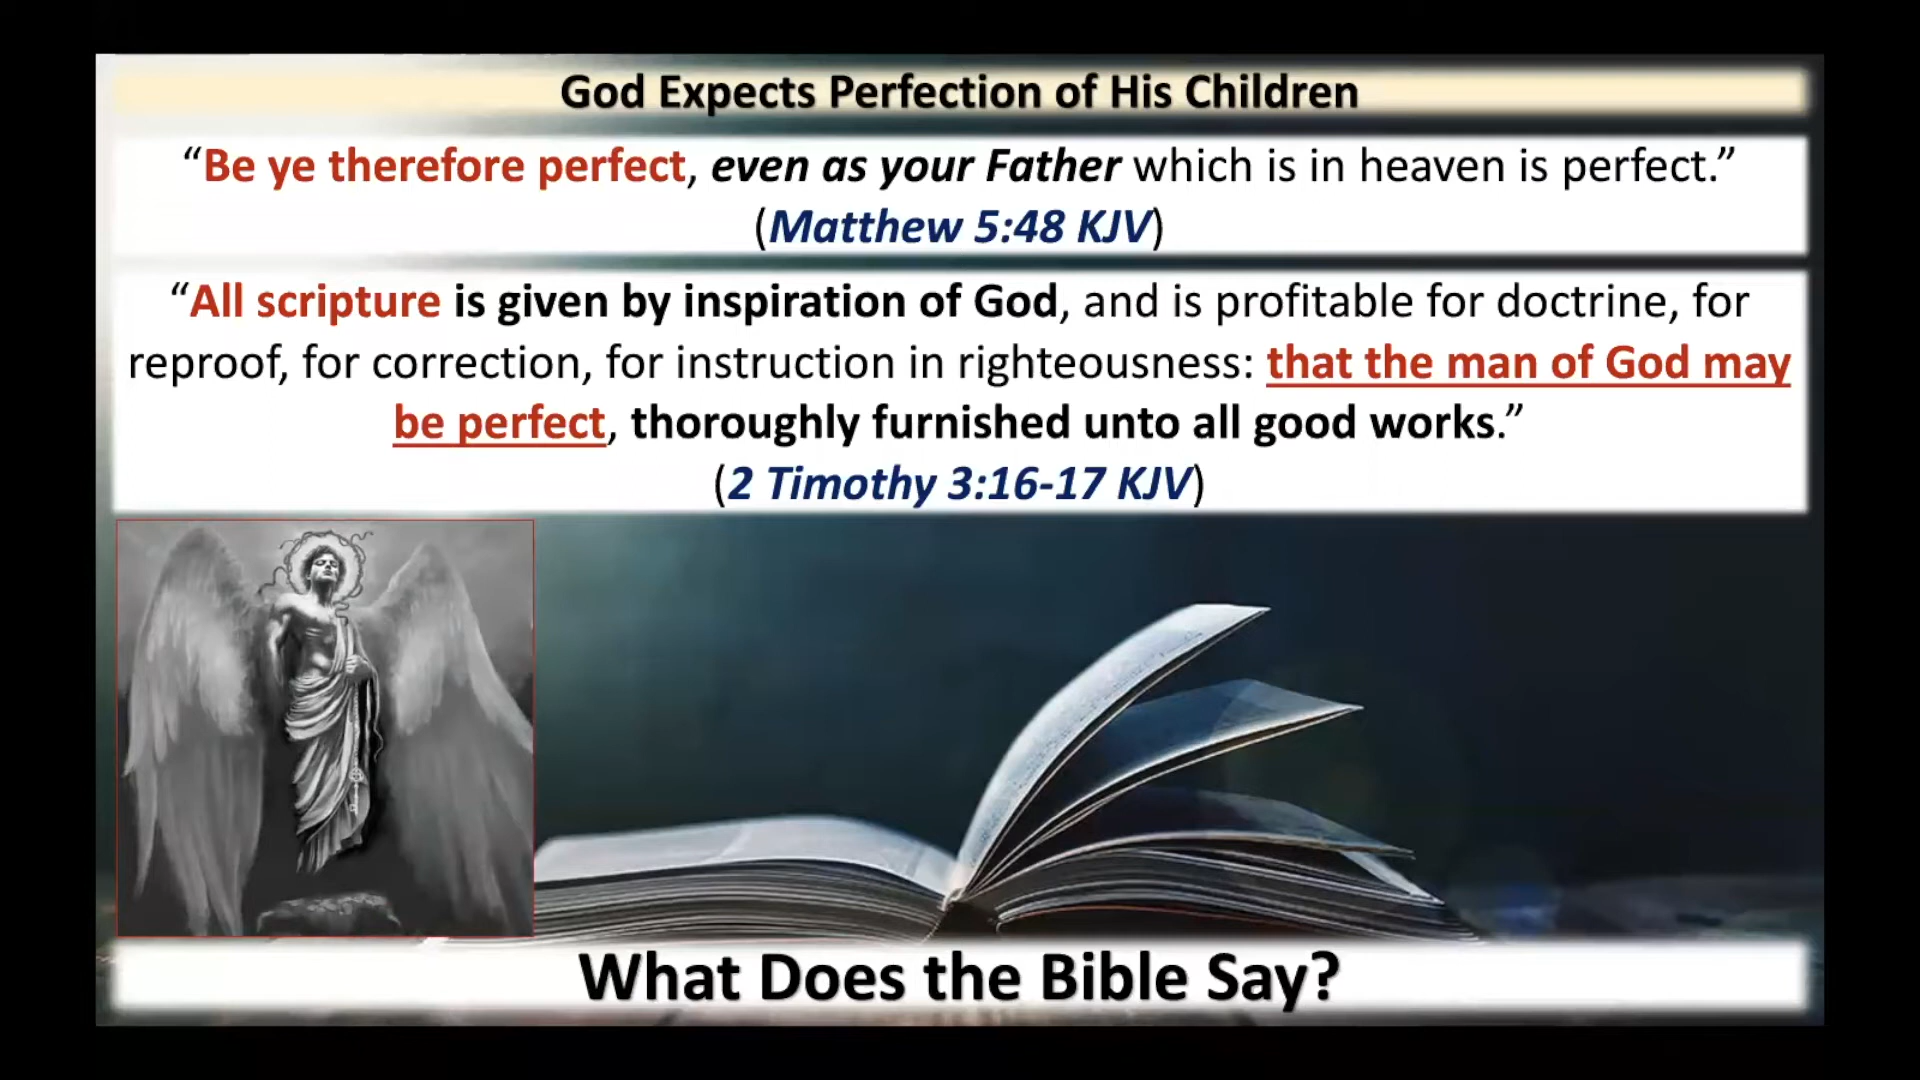 God Expects Perfection of His Children
“Be ye therefore perfect, even as your Father which is in heaven is perfect.”
(Matthew 5:48 KJV)
“All scripture is given by inspiration of God, and is profitable for doctrine, for
reproof, for correction, for instruction in righteousness: that the man of God may
be perfect, thoroughly furnished unto all good works.”
(2 Timothy 3:16-17 KJV)
What Does the Bible Say?